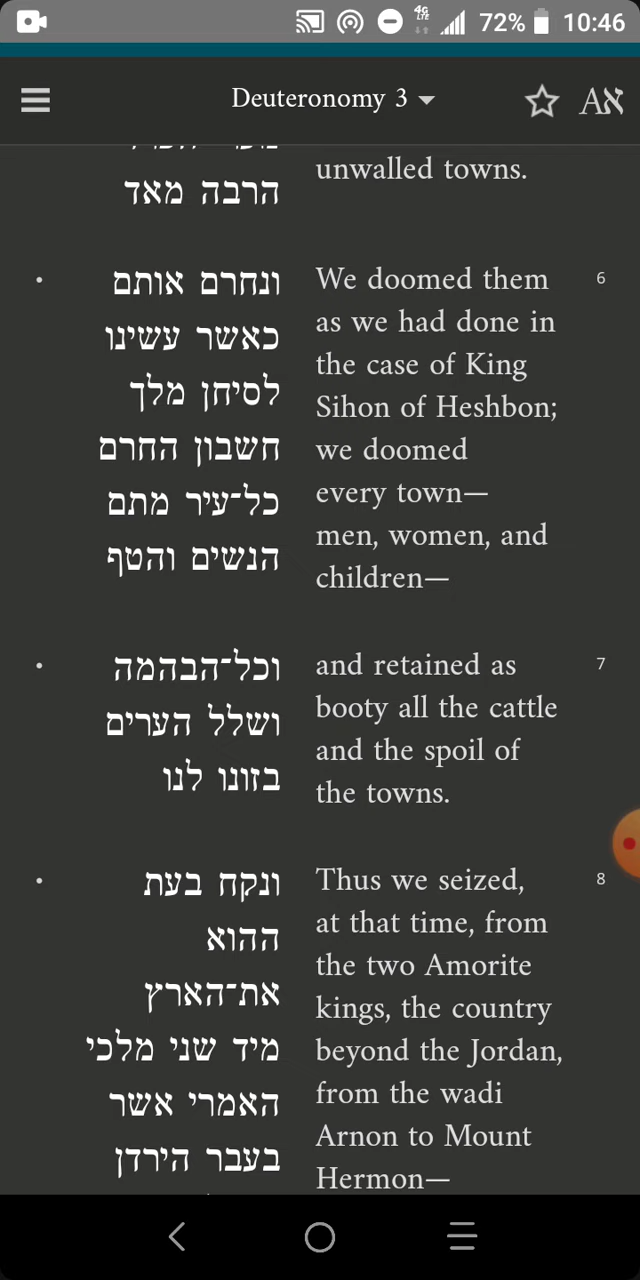 4G
LTE
72%
10:46
Deuteronomy 3
Aא
הרבה מאד
unwalled towns.
ונחרם אותם
כאשר עשינו
לסיחן מלך
חשבון החרם
כל־עיר מתם
הנשים והטף
We doomed them
as we had done in
the case of King
Sihon of Heshbon;
we doomed
every town—
men, women, and
children—
6
וכל־הבהמה
ושלל הערים
בזונו לנו
and retained as
booty all the cattle
and the spoil of
the towns.
7
ונקח בעת
ההוא
את־הארץ
מיד שני מלכי
האמרי אשר
בעבר הירדן
Thus we seized,
at that time, from
the two Amorite
kings, the country
beyond the Jordan,
from the wadi
Arnon to Mount
Hermon—
8